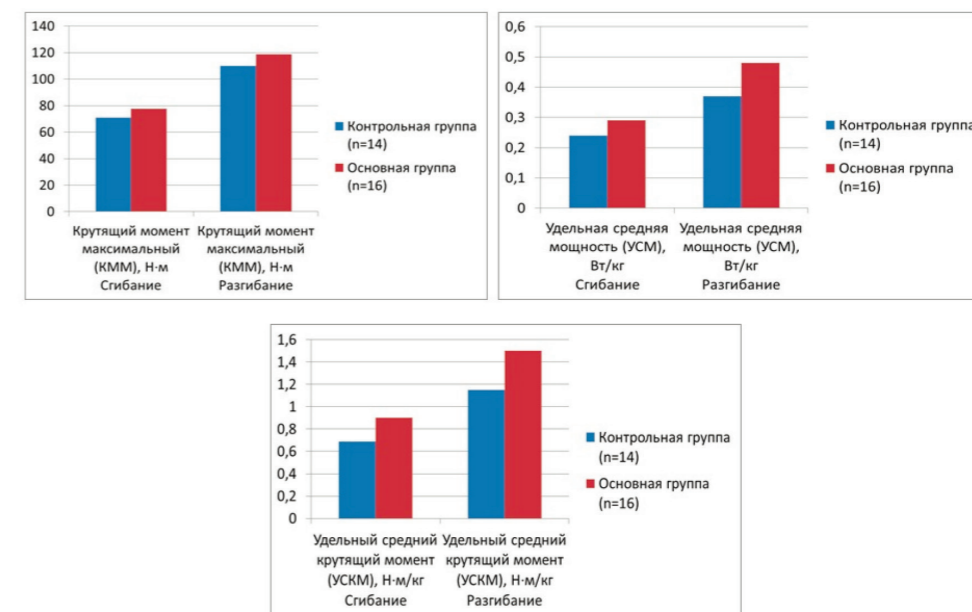 140
120
100
80
60
40
20
0
Крутящий момент
максимальный
(КММ), Н·м
Сгибание
Крутящий момент
максимальный
(КММ), Н·м
Разгибание
Контрольная группа
(n=14)
Основная группа
(n=16)
0,6
0,5
0,4
0,3
0,2
0,1
0
Удельная средняя
мощность (УСМ),
Вт/кг
Сгибание
Удельная средняя
мощность (УСМ),
Вт/кг
Разгибание
Контрольная группа
(n=14)
Основная группа
(n=16)
1,6
1,4
1,2
1
0,8
0,6
0,4
0,2
0
Удельный средний
крутящий момент
(УСКМ), Н·м/кг
Сгибание
Удельный средний
крутящий момент
(УСКМ), Н·м/кг
Разгибание
Контрольная группа
(n=14)
Основная группа
(n=16)